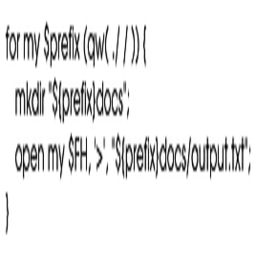 for my $prefix (qw( ./ / )) {
mkdir "${prefix}docs";
open my $FH, '>', "${prefix}docs/output.txt";
}